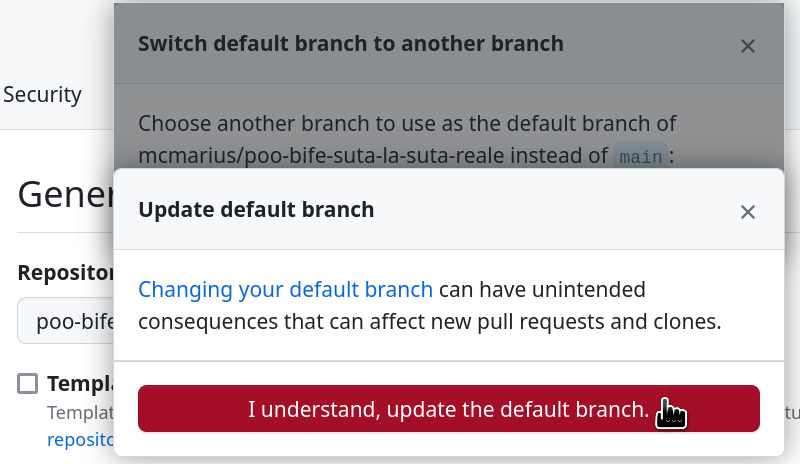 Switch default branch to another branch
Security
Choose another branch to use as the default branch of
mcmarius/poo-bife-suta-la-suta-reale instead of main:
Gener
Update default branch
Repositor
Changing your default branch can have unintended
poo-bife
consequences that can affect new pull requests and clones.
Templa
I understand, update the default branch.
Templat
reposito